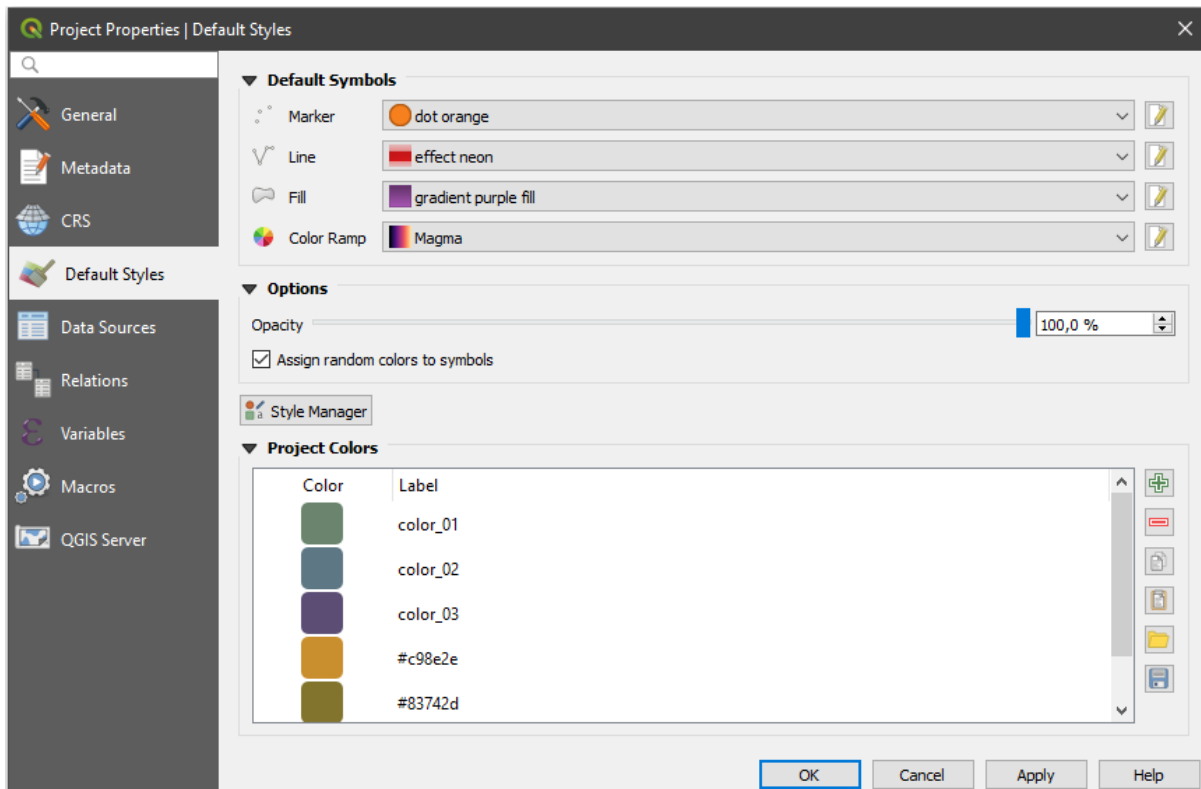 Project Properties | Default Styles
General
Metadata
CRS
Default Styles
Data Sources
Relations
Variables
Macros
QGIS Server
Default Symbols
Marker dot orange
Line effect neon
Fill gradient purple fill
Color Ramp Magma
Options
Opacity 100,0 %
Assign random colors to symbols
Style Manager
Project Colors
Color Label
color_01
color_02
color_03
#c98e2e
#83742d
OK Cancel Apply Help